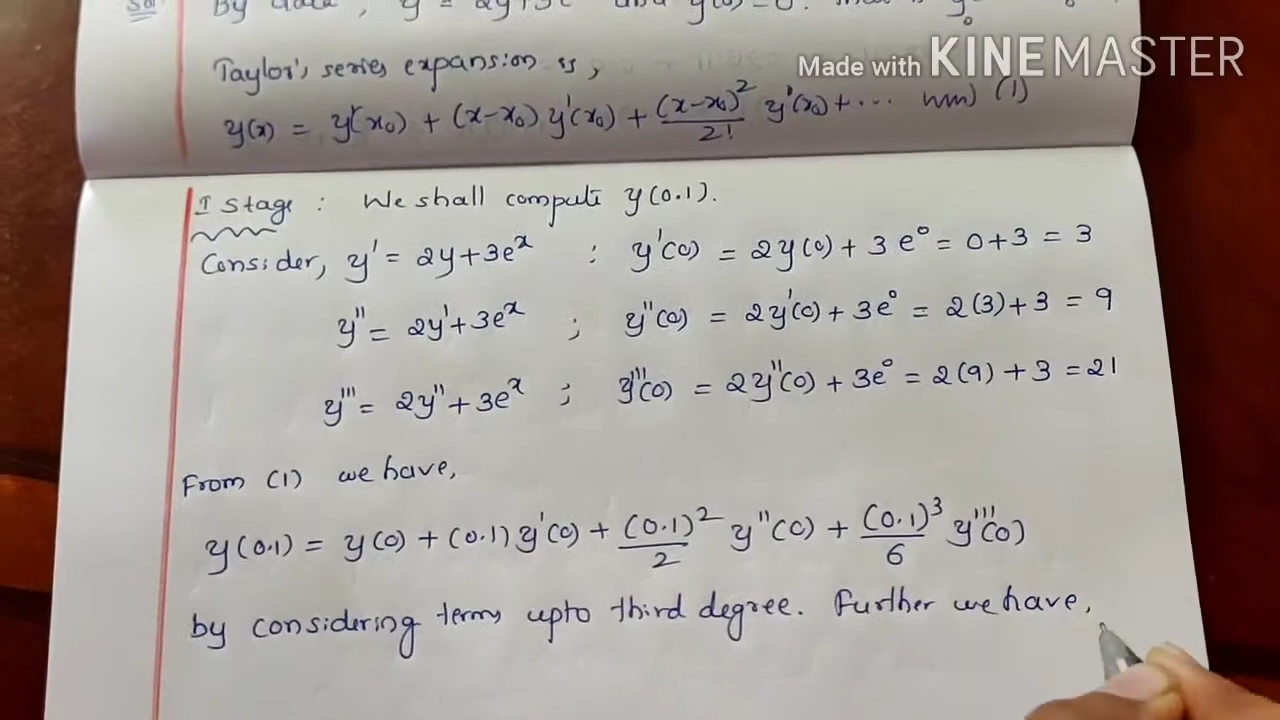 By data, y' = 2y+3e
Made with KINEMASTER
Taylor's series expansion is,
y(x) = y(x₀) + (x-x₀) y'(x₀) + (x-x₀)²/2! y''(x₀) + ... (1)
I stage : We shall compute y(0.1).
Consider, y' = 2y+3eˣ : y'(0) = 2y(0) + 3e⁰ = 0+3 = 3
y'' = 2y'+3eˣ ; y''(0) = 2y'(0) + 3e⁰ = 2(3)+3 = 9
y''' = 2y''+3eˣ ; y'''(0) = 2y''(0) + 3e⁰ = 2(9)+3 = 21
From (1) we have,
y(0.1) = y(0) + (0.1) y'(0) + (0.1)²/2 y''(0) + (0.1)³/6 y'''(0)
by considering terms upto third degree. Further we have,